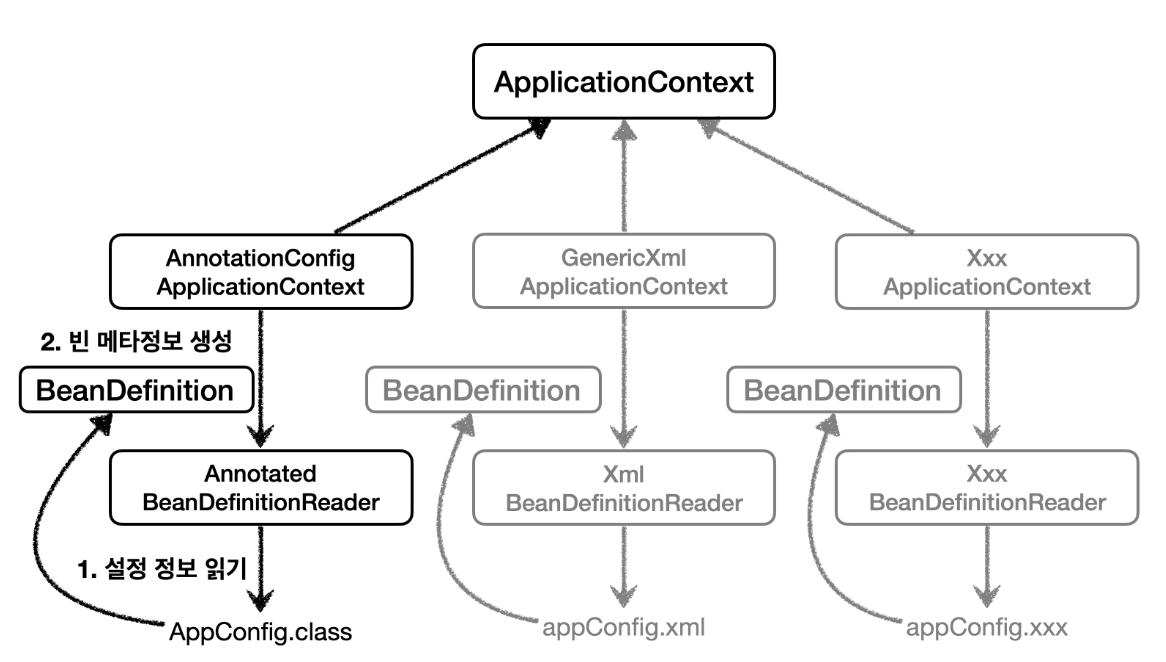 ApplicationContext
AnnotationConfig
ApplicationContext
GenericXml
ApplicationContext
Xxx
ApplicationContext
2. 빈 메타정보 생성
BeanDefinition
BeanDefinition
BeanDefinition
Annotated
BeanDefinitionReader
Xml
BeanDefinitionReader
Xxx
BeanDefinitionReader
1. 설정 정보 읽기
AppConfig.class
appConfig.xml
appConfig.xxx